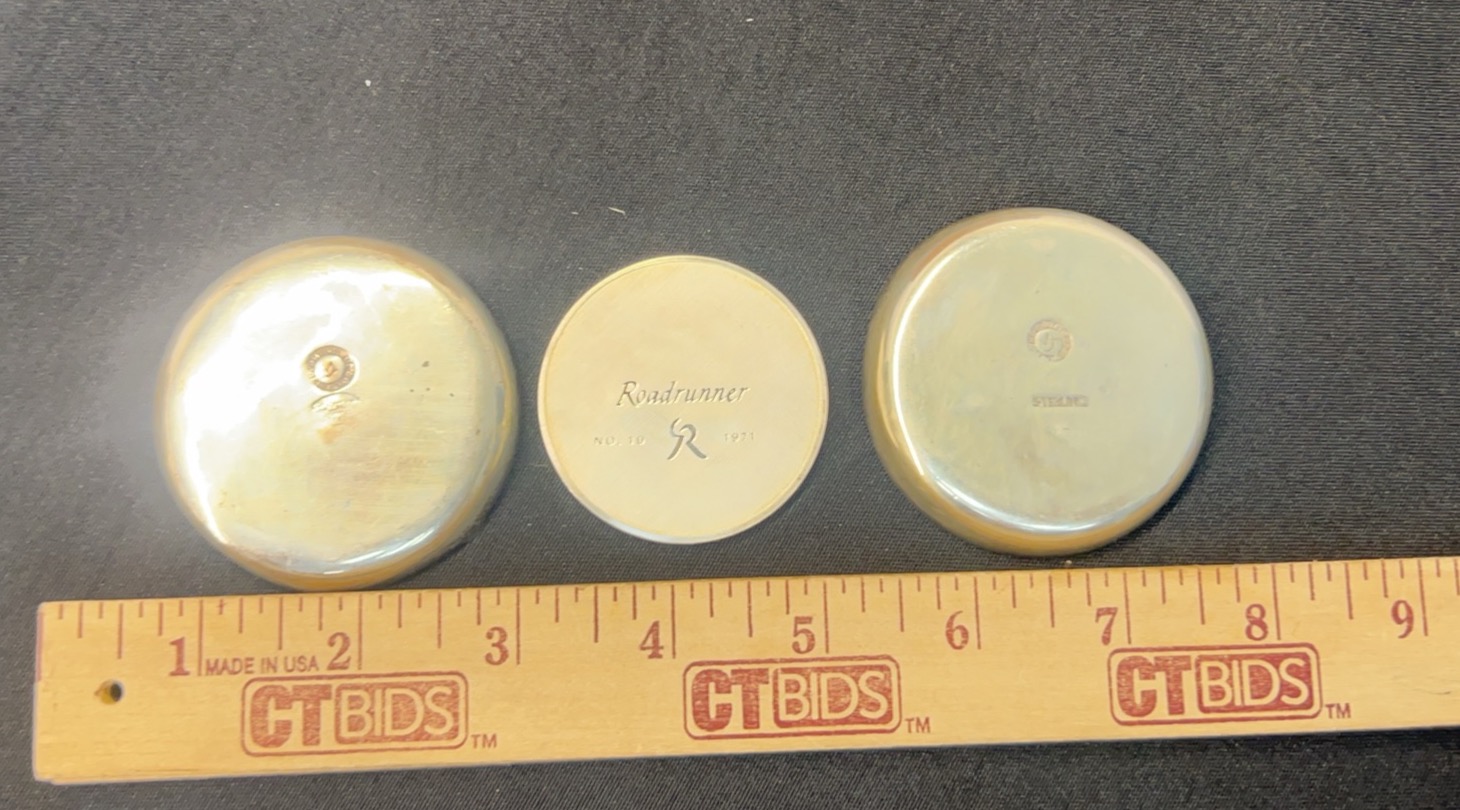 Roadrunner
NO. 10 R 1971
STERLING
1 2 3 4 5 6 7 8 9
MADE IN USA
CTBIDS TM
CTBIDS TM
CTBIDS TM